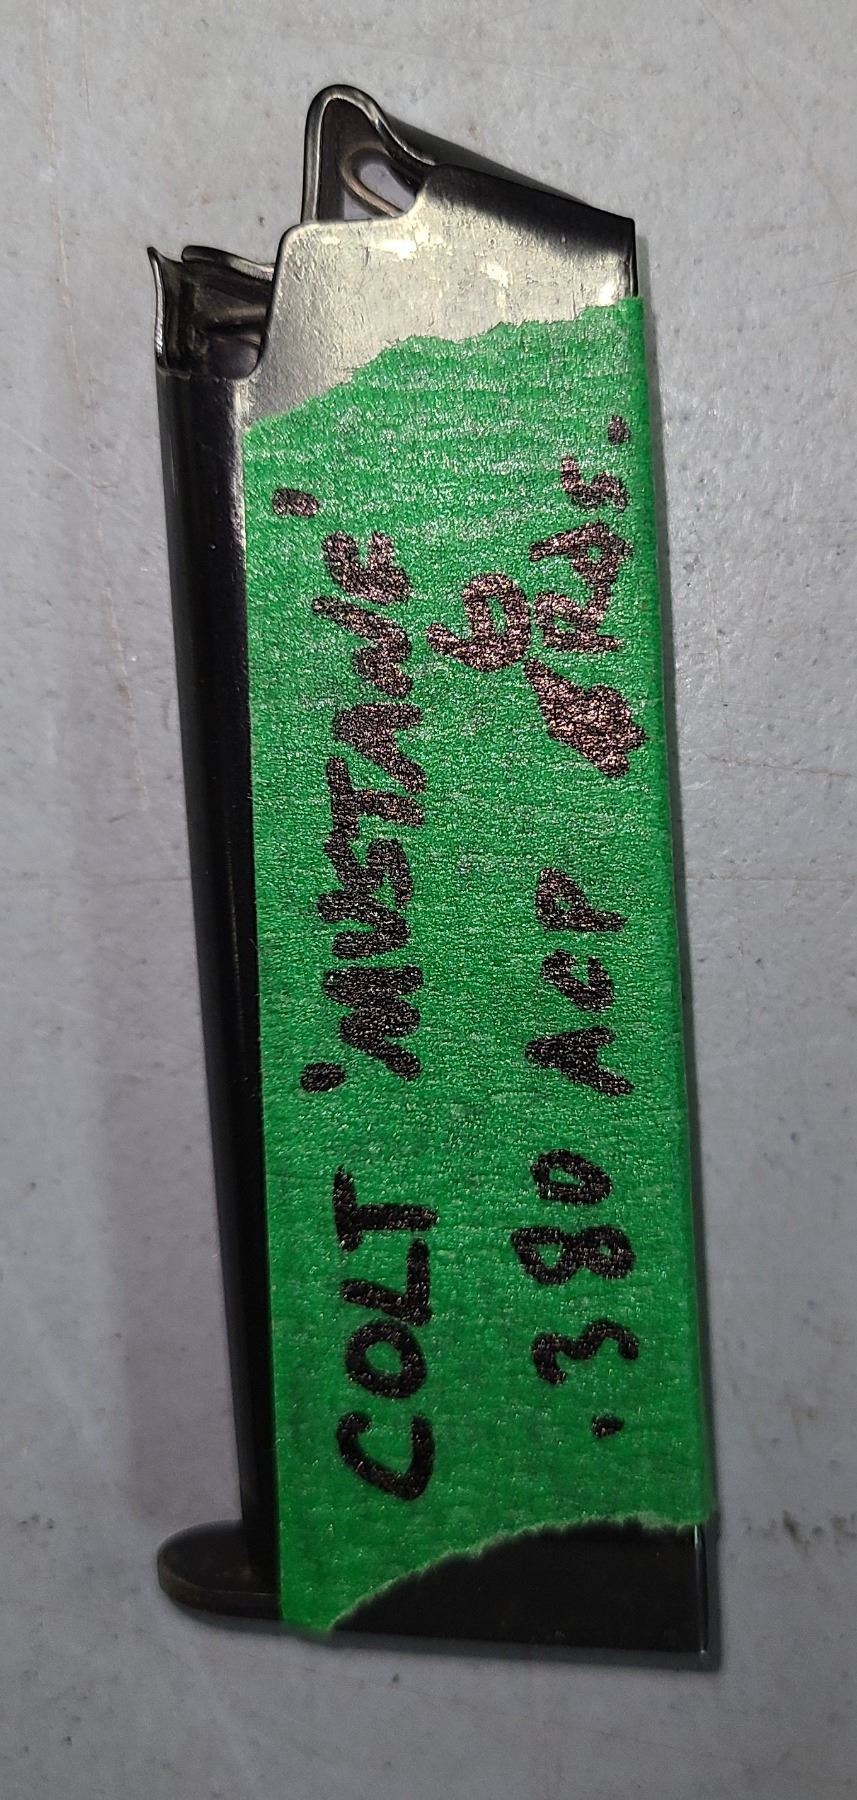 COLT 'MUSTANG'
.380 ACP 6 RdS.